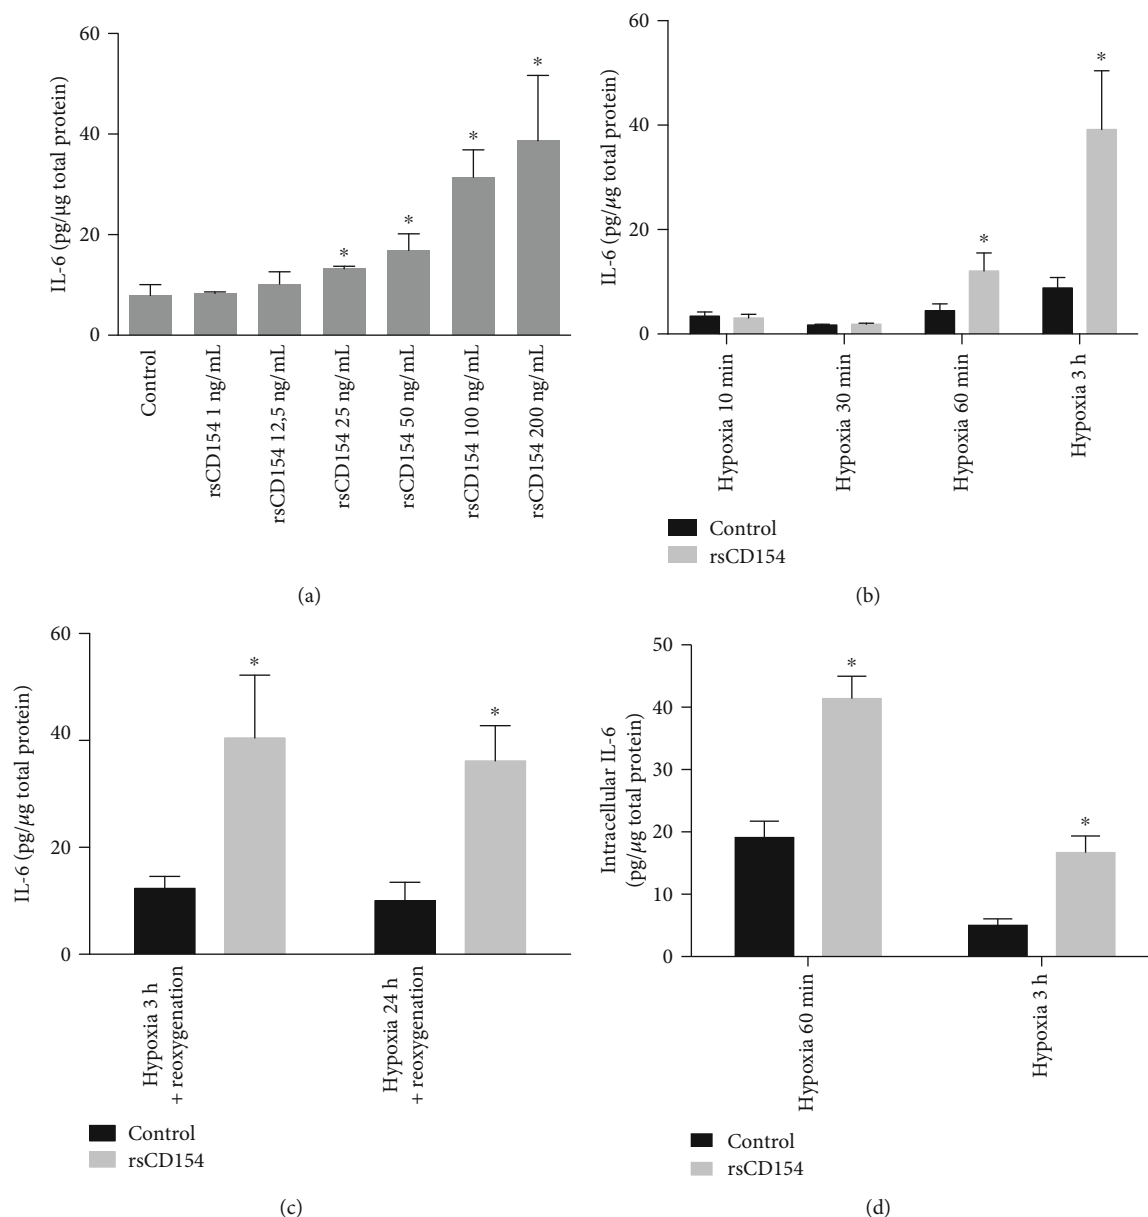 60
40
20
0
IL-6 (pg/μg total protein)
*
*
*
*
Control
rsCD154 1 ng/mL
rsCD154 12,5 ng/mL
rsCD154 25 ng/mL
rsCD154 50 ng/mL
rsCD154 100 ng/mL
rsCD154 200 ng/mL
(a)
60
40
20
0
IL-6 (pg/μg total protein)
*
*
Hypoxia 10 min
Hypoxia 30 min
Hypoxia 60 min
Hypoxia 3 h
Control
rsCD154
(b)
60
40
20
0
IL-6 (pg/μg total protein)
*
*
Hypoxia 3 h
+ reoxygenation
Hypoxia 24 h
+ reoxygenation
Control
rsCD154
(c)
50
40
30
20
10
0
Intracellular IL-6
(pg/μg total protein)
*
*
Hypoxia 60 min
Hypoxia 3 h
Control
rsCD154
(d)